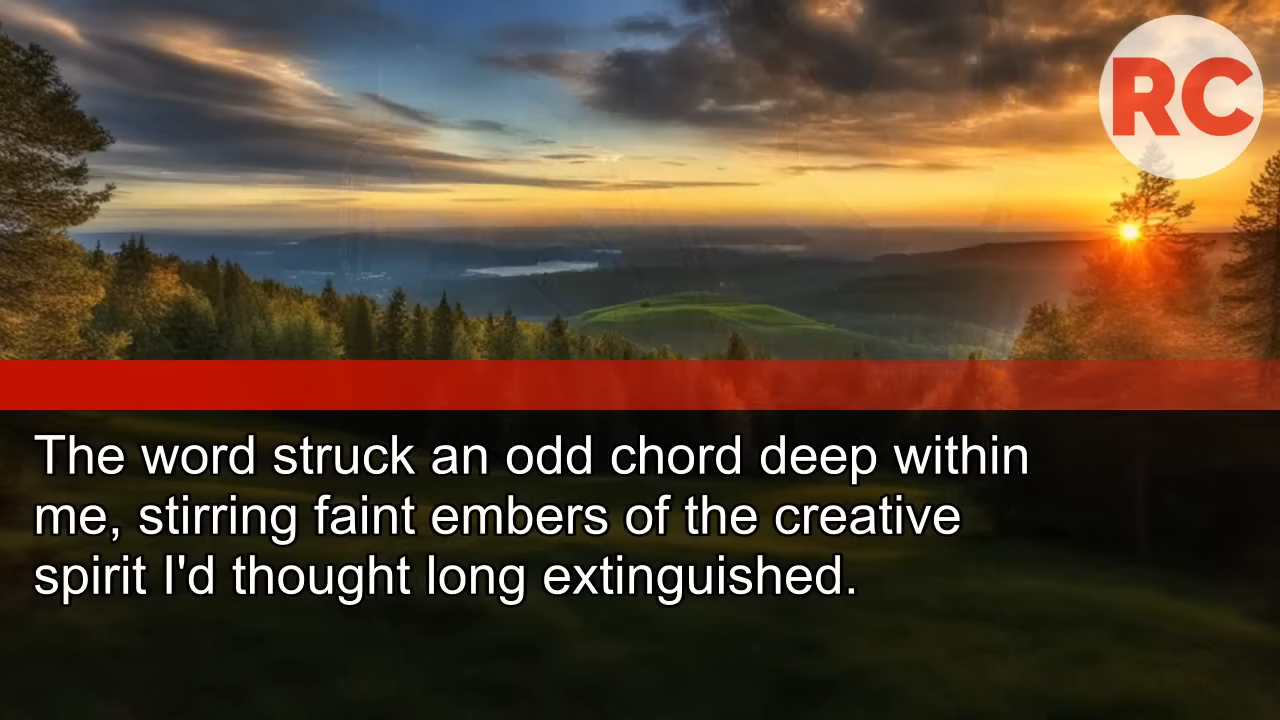 RC
The word struck an odd chord deep within
me, stirring faint embers of the creative
spirit I'd thought long extinguished.